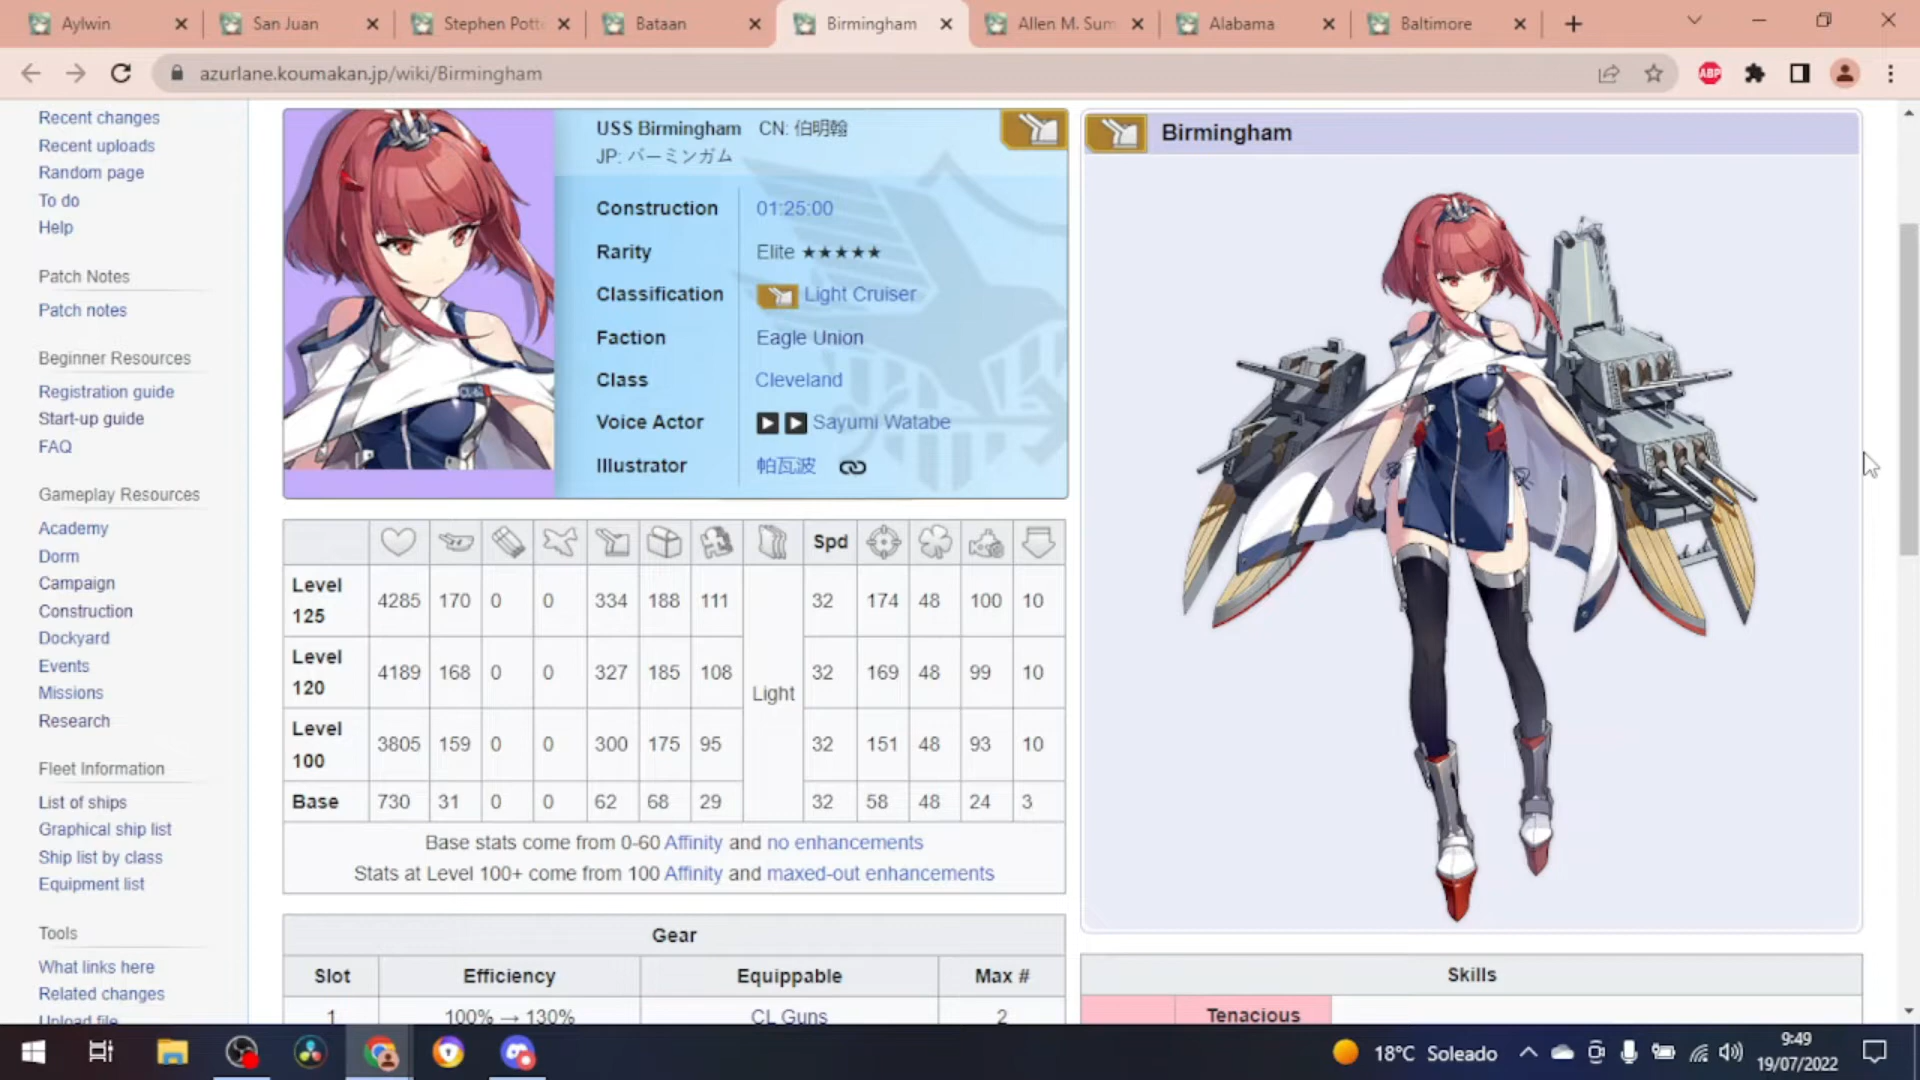 Aylwin
San Juan
Stephen Potte
Bataan
Birmingham
Allen M. Sum
Alabama
Baltimore
azurlane.koumakan.jp/wiki/Birmingham
ABP
Recent changes
Recent uploads
Random page
To do
Help
Patch Notes
Patch notes
Beginner Resources
Registration guide
Start-up guide
FAQ
Gameplay Resources
Academy
Dorm
Campaign
Construction
Dockyard
Events
Missions
Research
Fleet Information
List of ships
Graphical ship list
Ship list by class
Equipment list
Tools
What links here
Related changes
Upload file
USS Birmingham CN: 伯明翰
JP: バーミンガム
Construction 01:25:00
Rarity Elite ★★★★★
Classification Light Cruiser
Faction Eagle Union
Class Cleveland
Voice Actor Sayumi Watabe
Illustrator 帕瓦波
Spd
Level 125 4285 170 0 0 334 188 111 32 174 48 100 10
Level 120 4189 168 0 0 327 185 108 Light 32 169 48 99 10
Level 100 3805 159 0 0 300 175 95 32 151 48 93 10
Base 730 31 0 0 62 68 29 32 58 48 24 3
Base stats come from 0-60 Affinity and no enhancements
Stats at Level 100+ come from 100 Affinity and maxed-out enhancements
Gear
Slot Efficiency Equippable Max #
1 100% → 130% CL Guns 2
Birmingham
Skills
Tenacious
18°C Soleado
9:49
19/07/2022